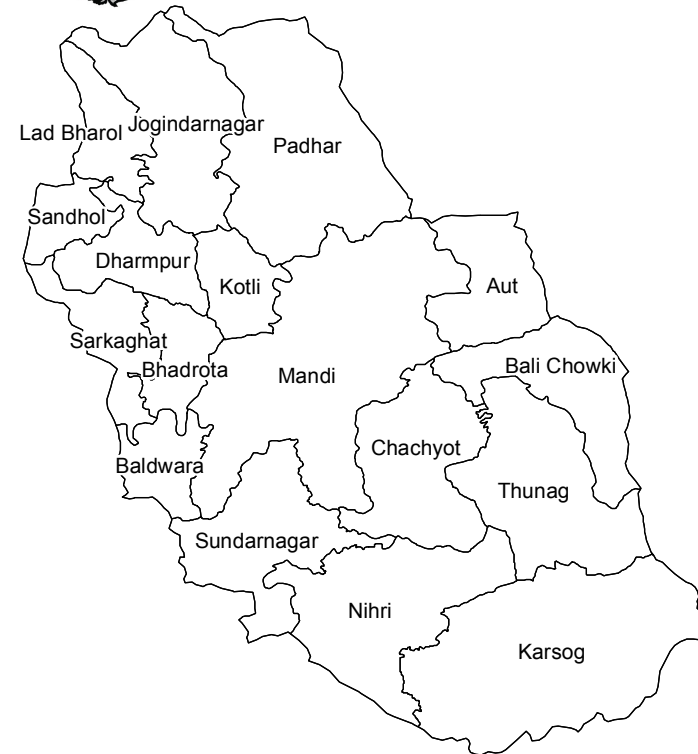 Jogindarnagar
Lad Bharol
Padhar
Sandhol
Dharmpur
Kotli
Aut
Sarkaghat
Bhadrota
Mandi
Bali Chowki
Chachyot
Baldwara
Thunag
Sundarnagar
Nihri
Karsog